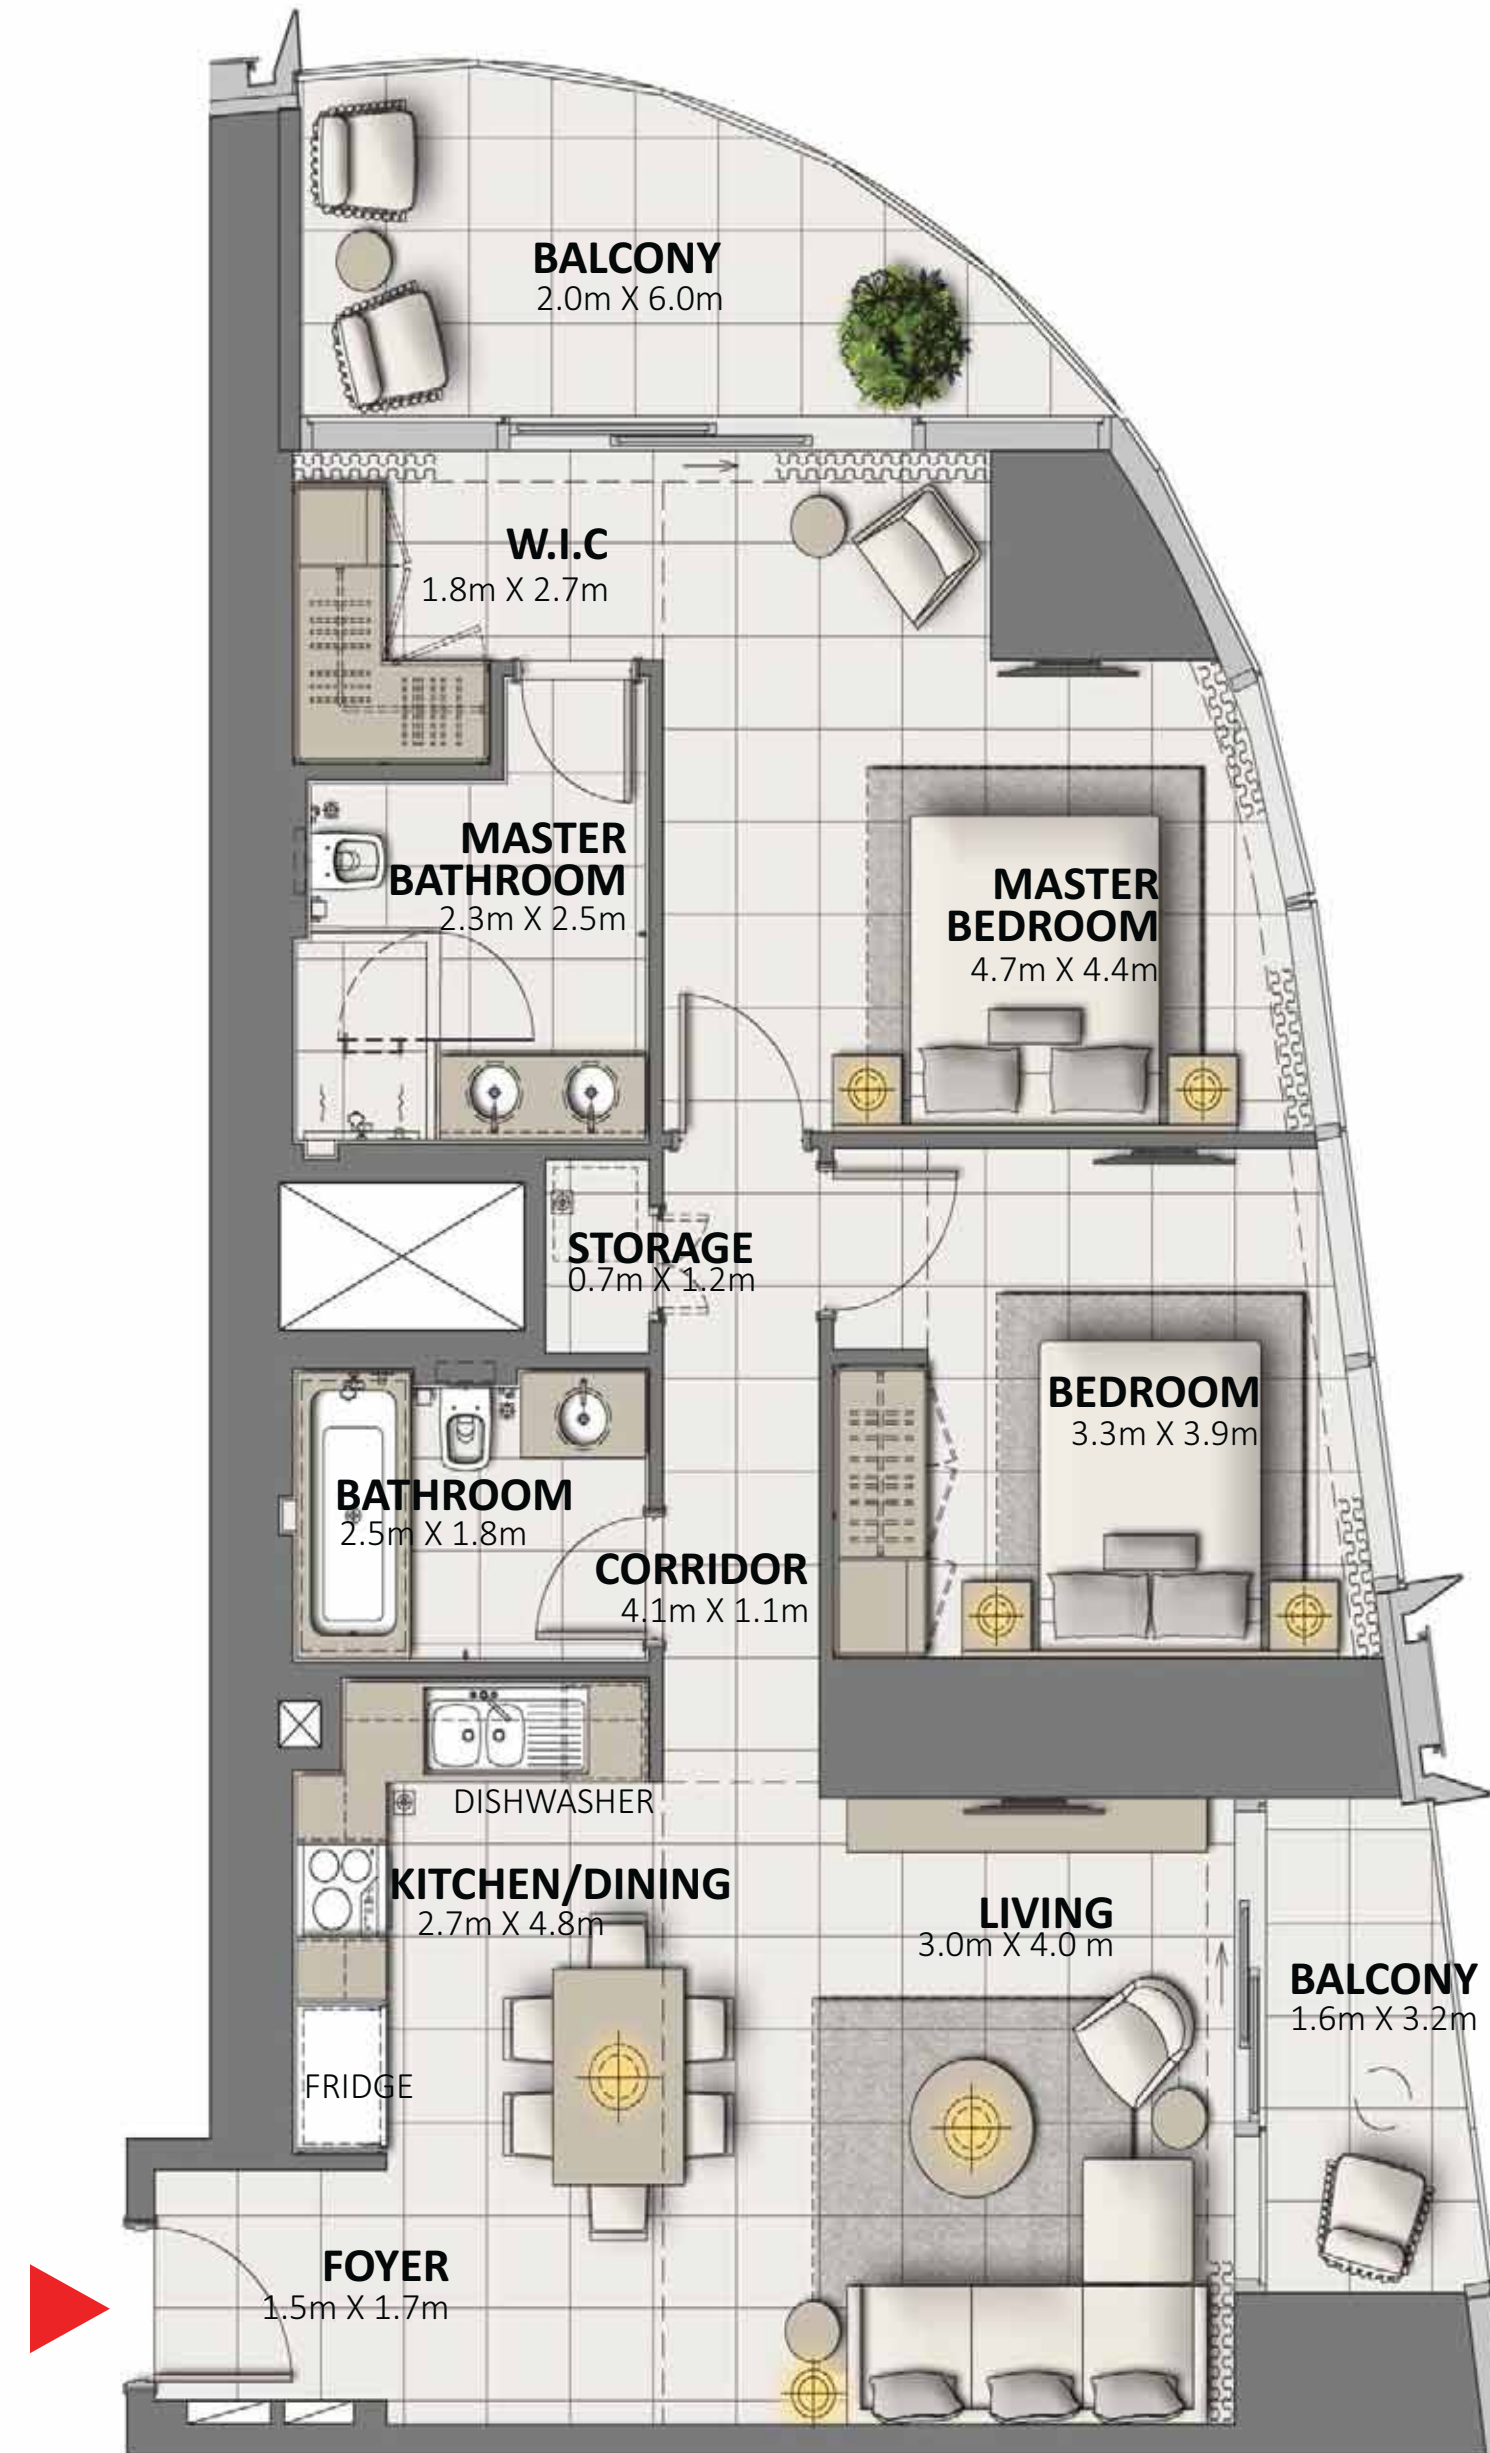 BALCONY
2.0m X 6.0m
W.I.C
1.8m X 2.7m
MASTER
BATHROOM
2.3m X 2.5m
MASTER
BEDROOM
4.7m X 4.4m
STORAGE
0.7m X 1.2m
BEDROOM
3.3m X 3.9m
BATHROOM
2.5m X 1.8m
CORRIDOR
4.1m X 1.1m
DISHWASHER
KITCHEN/DINING
2.7m X 4.8m
LIVING
3.0m X 4.0 m
BALCONY
1.6m X 3.2m
FRIDGE
FOYER
1.5m X 1.7m